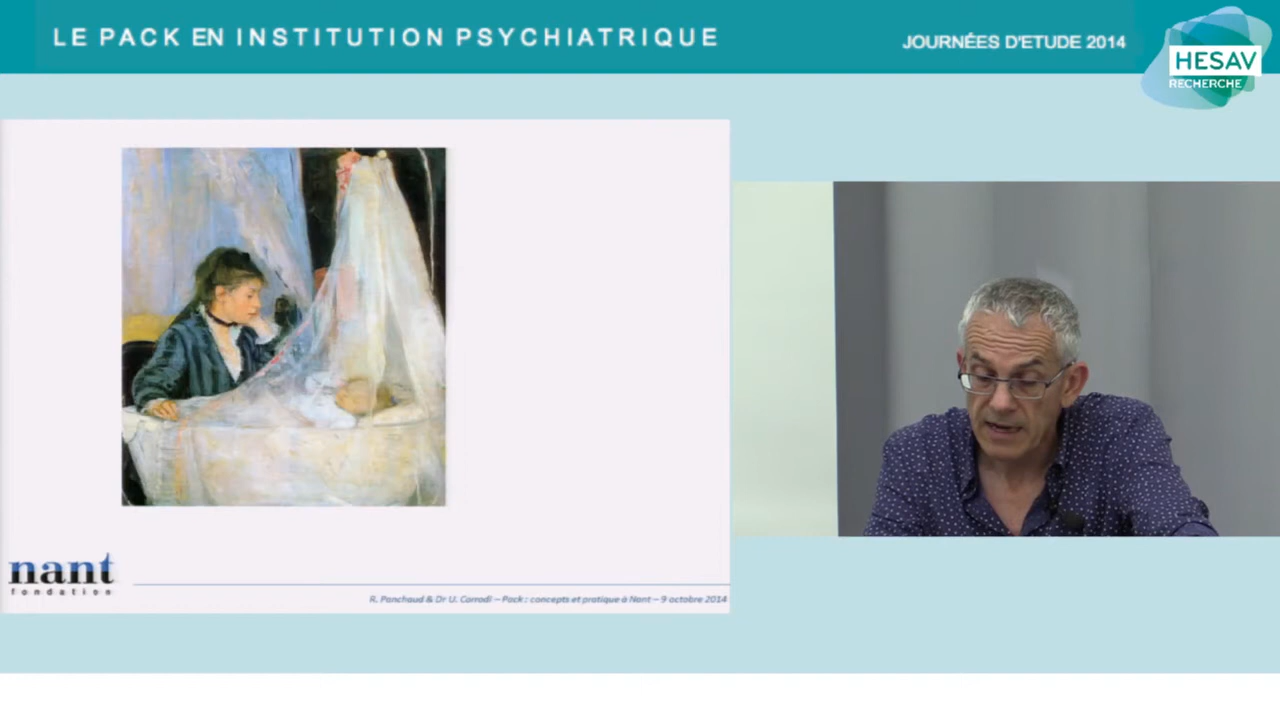 LE PACK EN INSTITUTION PSYCHIATRIQUE
JOURNÉES D'ETUDE 2014
HESAV
RECHERCHE
nant
fondation
R. Panchaud & Dr U. Corrodi – Pack : concepts et pratique à Nant – 9 octobre 2014